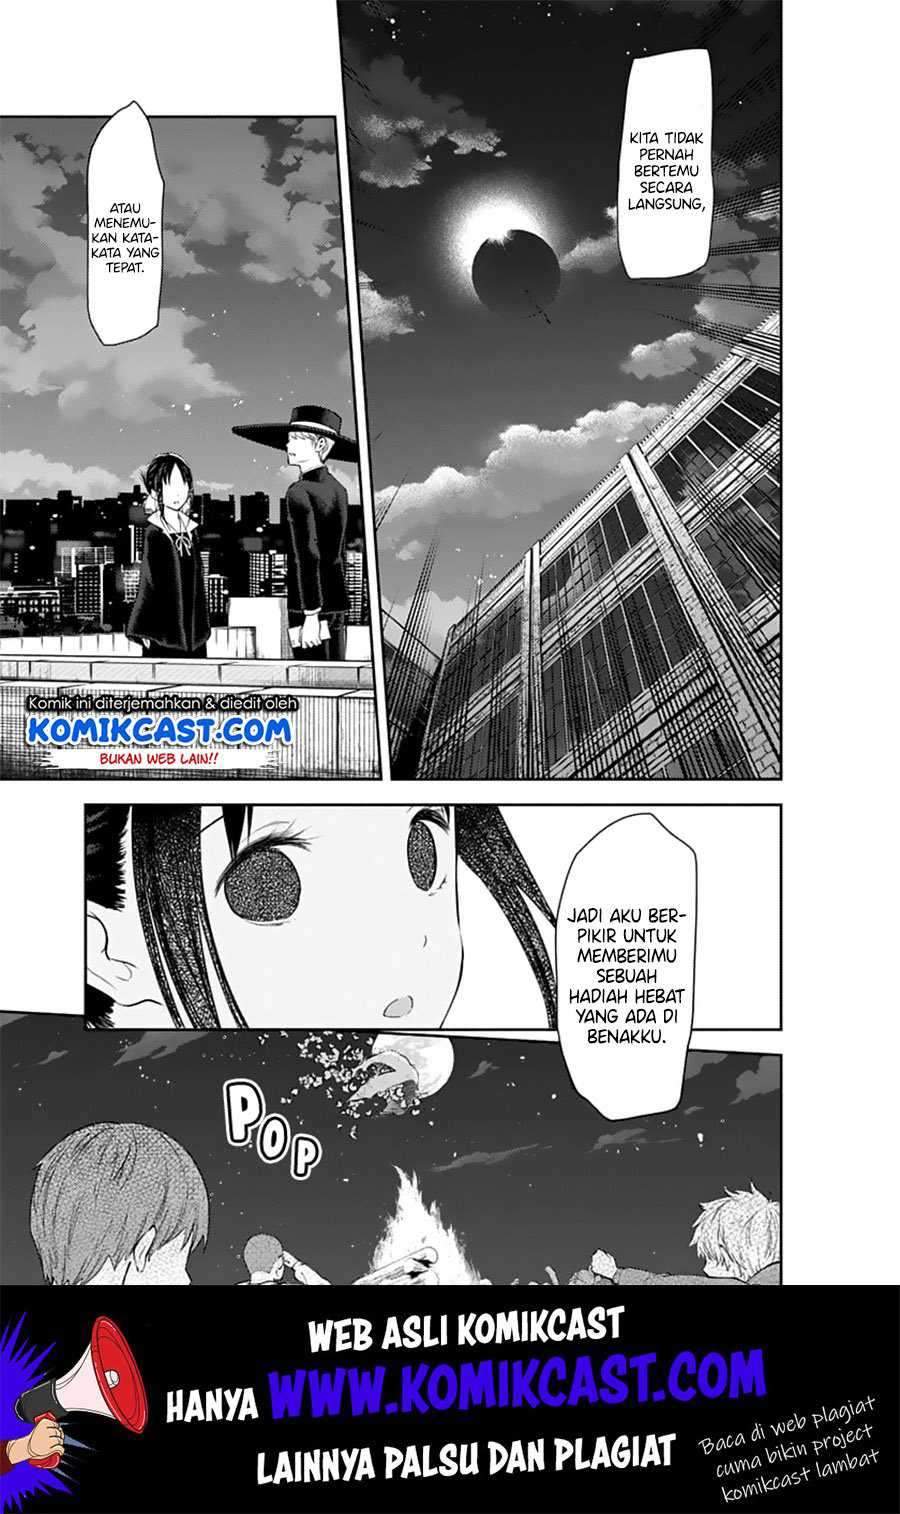 KITA TIDAK
PERNAH
BERTEMU
SECARA
LANGSUNG,
ATAU
MENEMU-
KAN KATA-
KATA YANG
TEPAT.
Komik ini diterjemahkan & diedit oleh
KOMIKCAST.COM
BUKAN WEB LAIN!!
JADI AKU BER-
PIKIR UNTUK
MEMBERIMU
SEBUAH
HADIAH HEBAT
YANG ADA DI
BENAKKU.
POP
WEB ASLI KOMIKCAST
HANYA WWW.KOMIKCAST.COM
LAINNYA PALSU DAN PLAGIAT
Baca di web plagiat
cuma bikin project
komikcast lambat